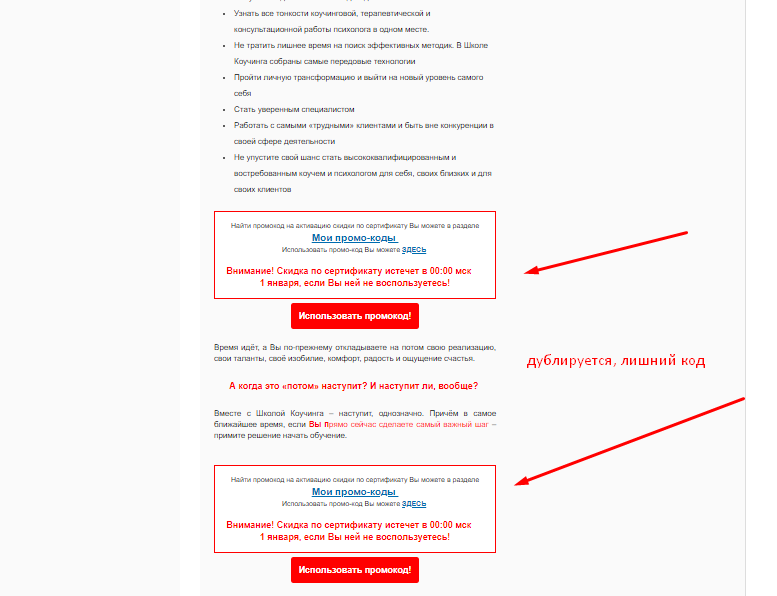 Узнать все тонкости коучинговой, терапевтической и
консультационной работы психолога в одном месте.
Не тратить лишнее время на поиск эффективных методик. В Школе
Коучинга собраны самые передовые технологии
Пройти личную трансформацию и выйти на новый уровень самого
себя
Стать уверенным специалистом
Работать с самыми «трудными» клиентами и быть вне конкуренции в
своей сфере деятельности
Не упустите свой шанс стать высококвалифицированным и
востребованным коучем и психологом для себя, своих близких и для
своих клиентов
Найти промокод на активацию скидки по сертификату Вы можете в разделе
Мои промо-коды
Использовать промо-код Вы можете ЗДЕСЬ
Внимание! Скидка по сертификату истечет в 00:00 мск
1 января, если Вы ней не воспользуетесь!
Использовать промокод!
Время идёт, а Вы по-прежнему откладываете на потом свою реализацию,
свои таланты, своё изобилие, комфорт, радость и ощущение счастья.
дублируется, лишний код
А когда это «потом» наступит? И наступит ли, вообще?
Вместе с Школой Коучинга – наступит, однозначно. Причём в самое
ближайшее время, если Вы прямо сейчас сделаете самый важный шаг –
примите решение начать обучение.
Найти промокод на активацию скидки по сертификату Вы можете в разделе
Мои промо-коды
Использовать промо-код Вы можете ЗДЕСЬ
Внимание! Скидка по сертификату истечет в 00:00 мск
1 января, если Вы ней не воспользуетесь!
Использовать промокод!